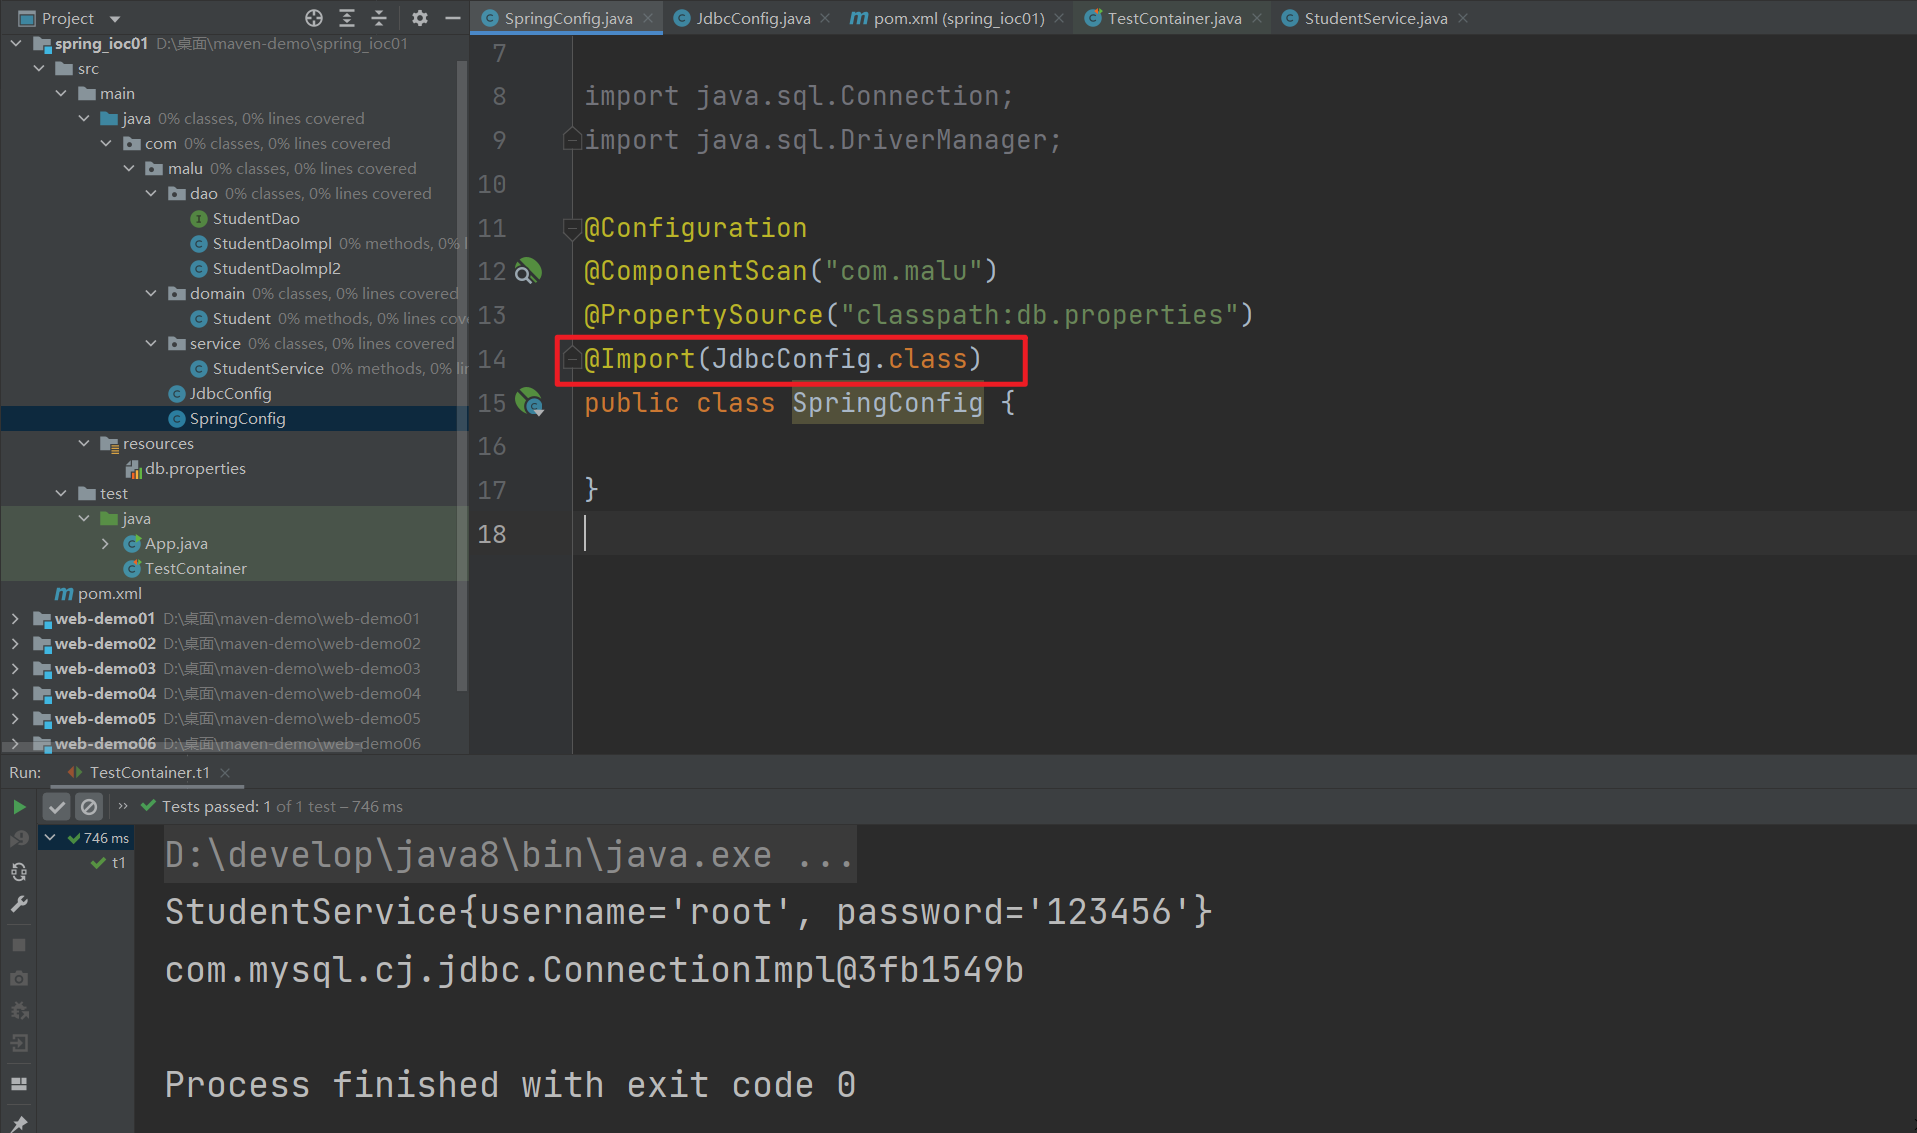 Project
SpringConfig.java
JdbcConfig.java
pom.xml (spring_ioc01)
TestContainer.java
StudentService.java
spring_ioc01 D:\桌面\maven-demo\spring_ioc01
src
main
java 0% classes, 0% lines covered
com 0% classes, 0% lines covered
malu 0% classes, 0% lines covered
dao 0% classes, 0% lines covered
StudentDao
StudentDaoImpl 0% methods, 0% l
StudentDaoImpl2
domain 0% classes, 0% lines covered
Student 0% methods, 0% lines cov
service 0% classes, 0% lines covered
StudentService 0% methods, 0% lin
JdbcConfig
SpringConfig
resources
db.properties
test
java
App.java
TestContainer
pom.xml
web-demo01 D:\桌面\maven-demo\web-demo01
web-demo02 D:\桌面\maven-demo\web-demo02
web-demo03 D:\桌面\maven-demo\web-demo03
web-demo04 D:\桌面\maven-demo\web-demo04
web-demo05 D:\桌面\maven-demo\web-demo05
web-demo06 D:\桌面\maven-demo\web-demo06
7
8 import java.sql.Connection;
9 import java.sql.DriverManager;
10
11 @Configuration
12 @ComponentScan("com.malu")
13 @PropertySource("classpath:db.properties")
14 @Import(JdbcConfig.class)
15 public class SpringConfig {
16
17 }
18
Run: TestContainer.t1
Tests passed: 1 of 1 test – 746 ms
746 ms
t1
D:\develop\java8\bin\java.exe ...
StudentService{username='root', password='123456'}
com.mysql.cj.jdbc.ConnectionImpl@3fb1549b
Process finished with exit code 0